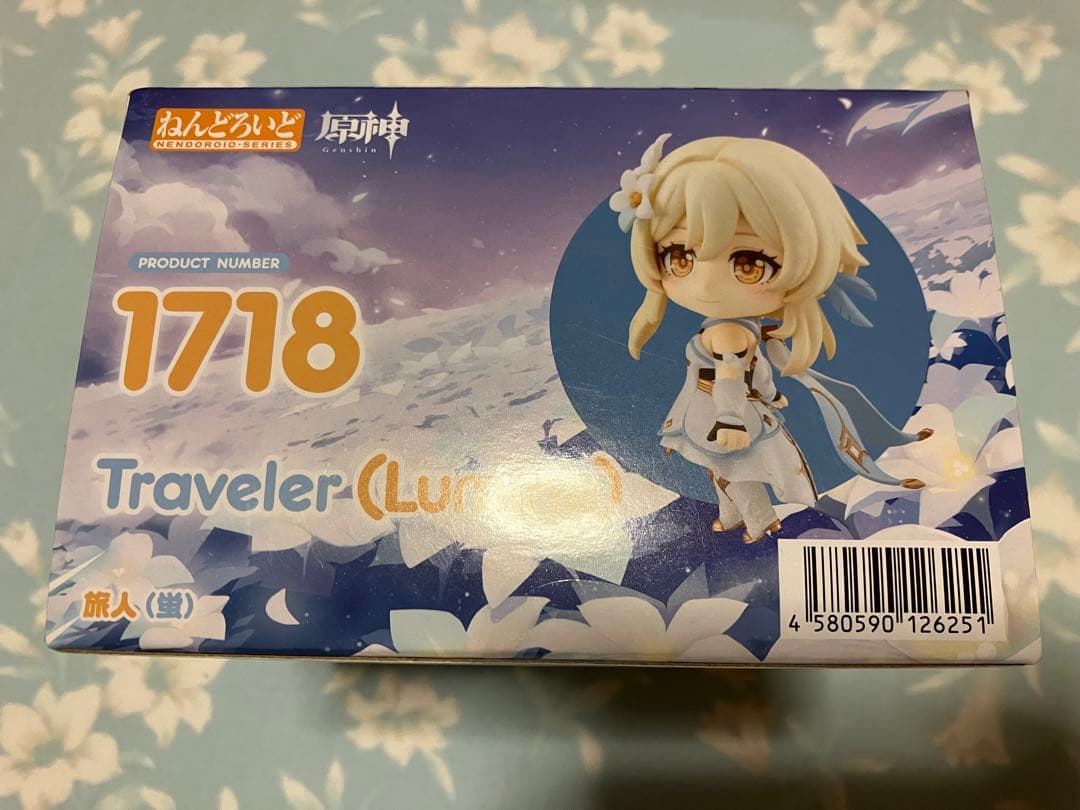 ねんどろいど
NENDOROID・SERIES
原神
Genshin
PRODUCT NUMBER
1718
Traveler
旅人(蛍)
4 580590 126251